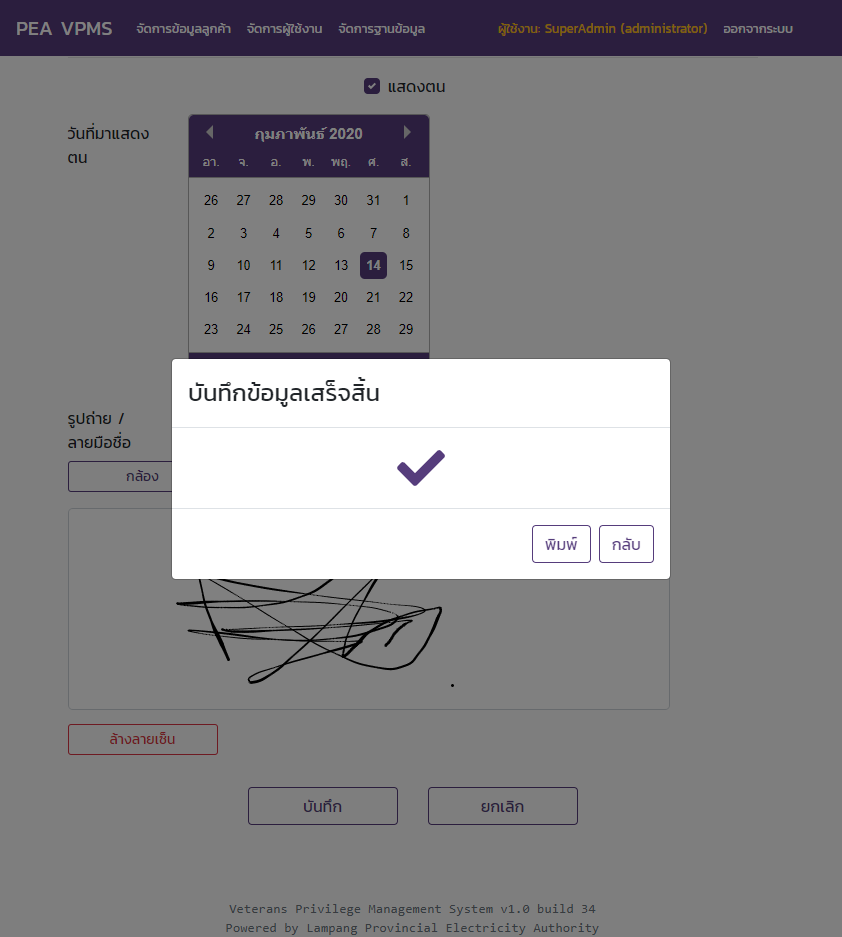 PEA VPMS จัดการข้อมูลลูกค้า จัดการผู้ใช้งาน จัดการฐานข้อมูล ผู้ใช้งาน: SuperAdmin (administrator) ออกจากระบบ
แสดงตน
วันที่มาแสดง
ตน
กุมภาพันธ์ 2020
อา. จ. อ. พ. พฤ. ศ. ส.
26 27 28 29 30 31 1
2 3 4 5 6 7 8
9 10 11 12 13 14 15
16 17 18 19 20 21 22
23 24 25 26 27 28 29
บันทึกข้อมูลเสร็จสิ้น
รูปถ่าย /
ลายมือชื่อ
กล้อง
พิมพ์ กลับ
ล้างลายเซ็น
บันทึก ยกเลิก
Veterans Privilege Management System v1.0 build 34
Powered by Lampang Provincial Electricity Authority